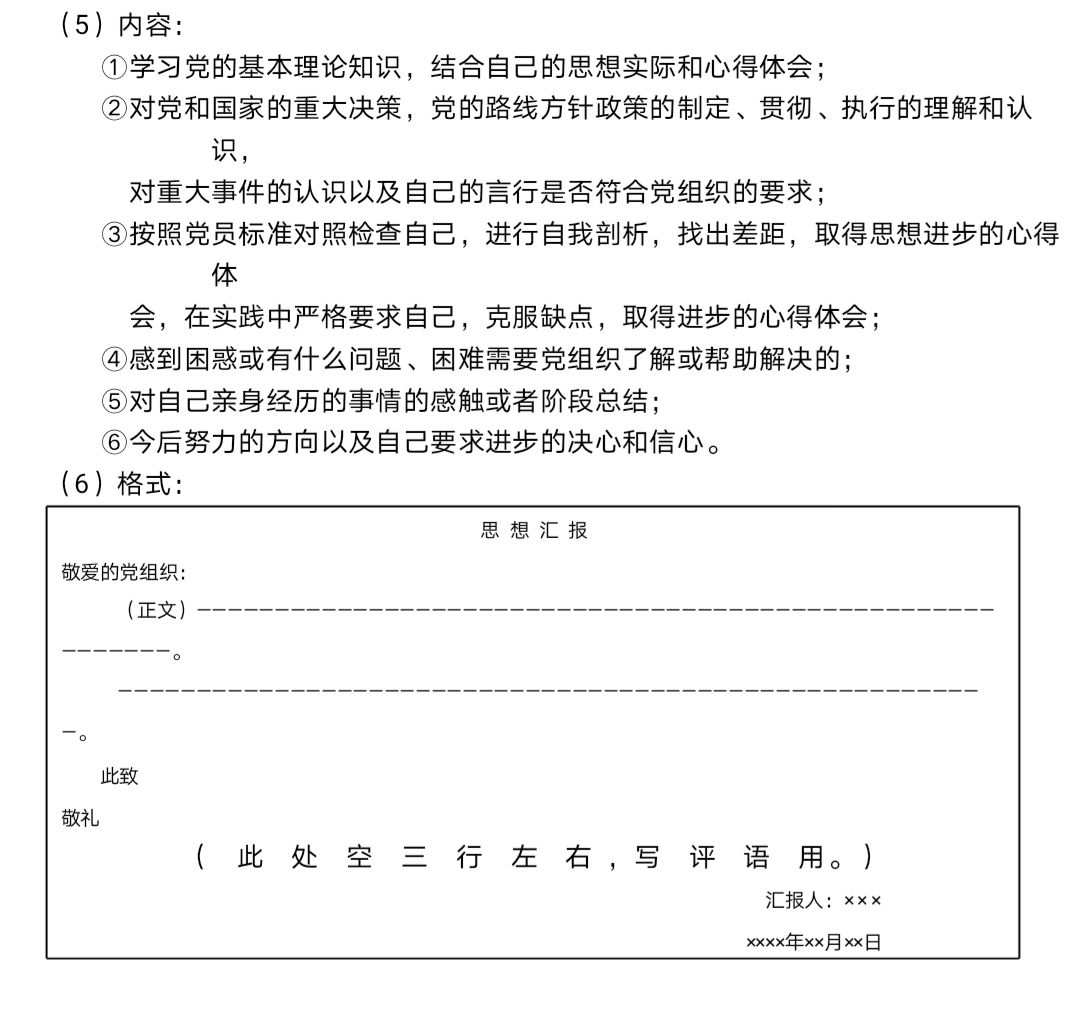 （5）内容：
①学习党的基本理论知识，结合自己的思想实际和心得体会；
②对党和国家的重大决策，党的路线方针政策的制定、贯彻、执行的理解和认
识，
对重大事件的认识以及自己的言行是否符合党组织的要求；
③按照党员标准对照检查自己，进行自我剖析，找出差距，取得思想进步的心得
体
会，在实践中严格要求自己，克服缺点，取得进步的心得体会；
④感到困惑或有什么问题、困难需要党组织了解或帮助解决的；
⑤对自己亲身经历的事情的感触或者阶段总结；
⑥今后努力的方向以及自己要求进步的决心和信心。
（6）格式：
思 想 汇 报
敬爱的党组织：
（正文）－－－－－－－－－－－－－－－－－－－－－－－－－－－－－－－－－－－－－－－－－－－－－－－－－－－
－－－－－－－。
－－－－－－－－－－－－－－－－－－－－－－－－－－－－－－－－－－－－－－－－－－－－－－－－－－－－－－－
－。
此致
敬礼
（ 此 处 空 三 行 左 右 ，写 评 语 用。）
汇报人：×××
××××年××月××日